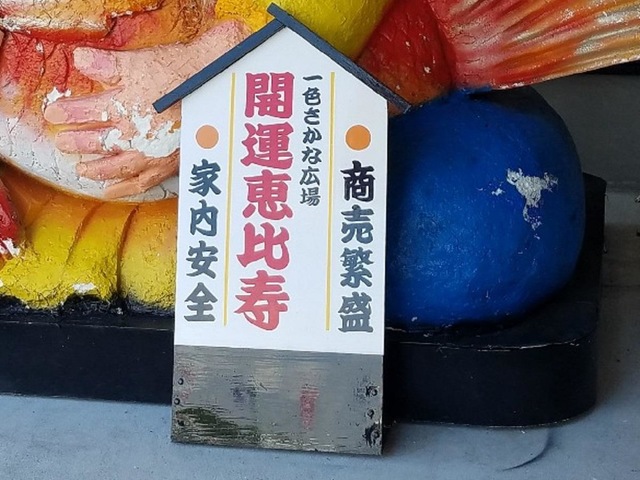 商売繁盛
一色さかな広場
開運恵比寿
家内安全